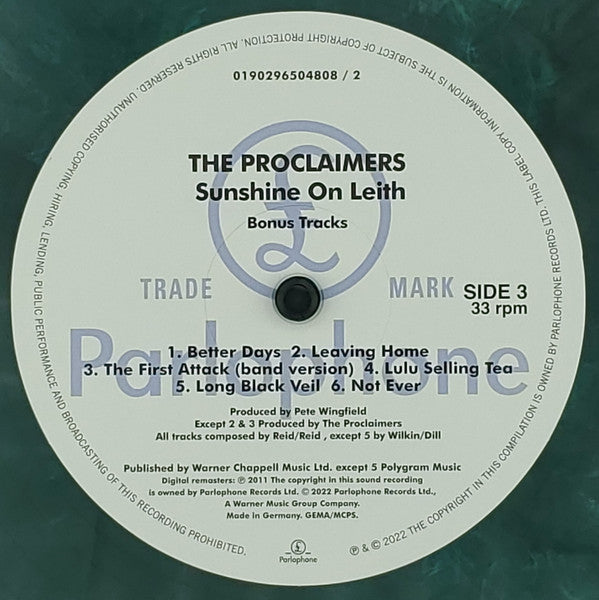 0190296504808 / 2
THE PROCLAIMERS
Sunshine On Leith
Bonus Tracks
£
TRADE MARK
SIDE 3
33 rpm
Parlophone
1. Better Days 2. Leaving Home
3. The First Attack (band version) 4. Lulu Selling Tea
5. Long Black Veil 6. Not Ever
Produced by Pete Wingfield
Except 2 & 3 Produced by The Proclaimers
All tracks composed by Reid/Reid , except 5 by Wilkin/Dill
Published by Warner Chappell Music Ltd. except 5 Polygram Music
Digital remasters: ℗ 2011 The copyright in this sound recording
is owned by Parlophone Records Ltd. © 2022 Parlophone Records Ltd.,
A Warner Music Group Company.
Made in Germany. GEMA/MCPS.
£
Parlophone
℗ & © 2022 THE COPYRIGHT IN THIS COMPILATION IS OWNED BY PARLOPHONE RECORDS LTD. THIS LABEL COPY INFORMATION IS THE SUBJECT OF COPYRIGHT PROTECTION. ALL RIGHTS RESERVED. UNAUTHORISED COPYING, HIRING, LENDING, PUBLIC PERFORMANCE AND BROADCASTING OF THIS RECORDING PROHIBITED.